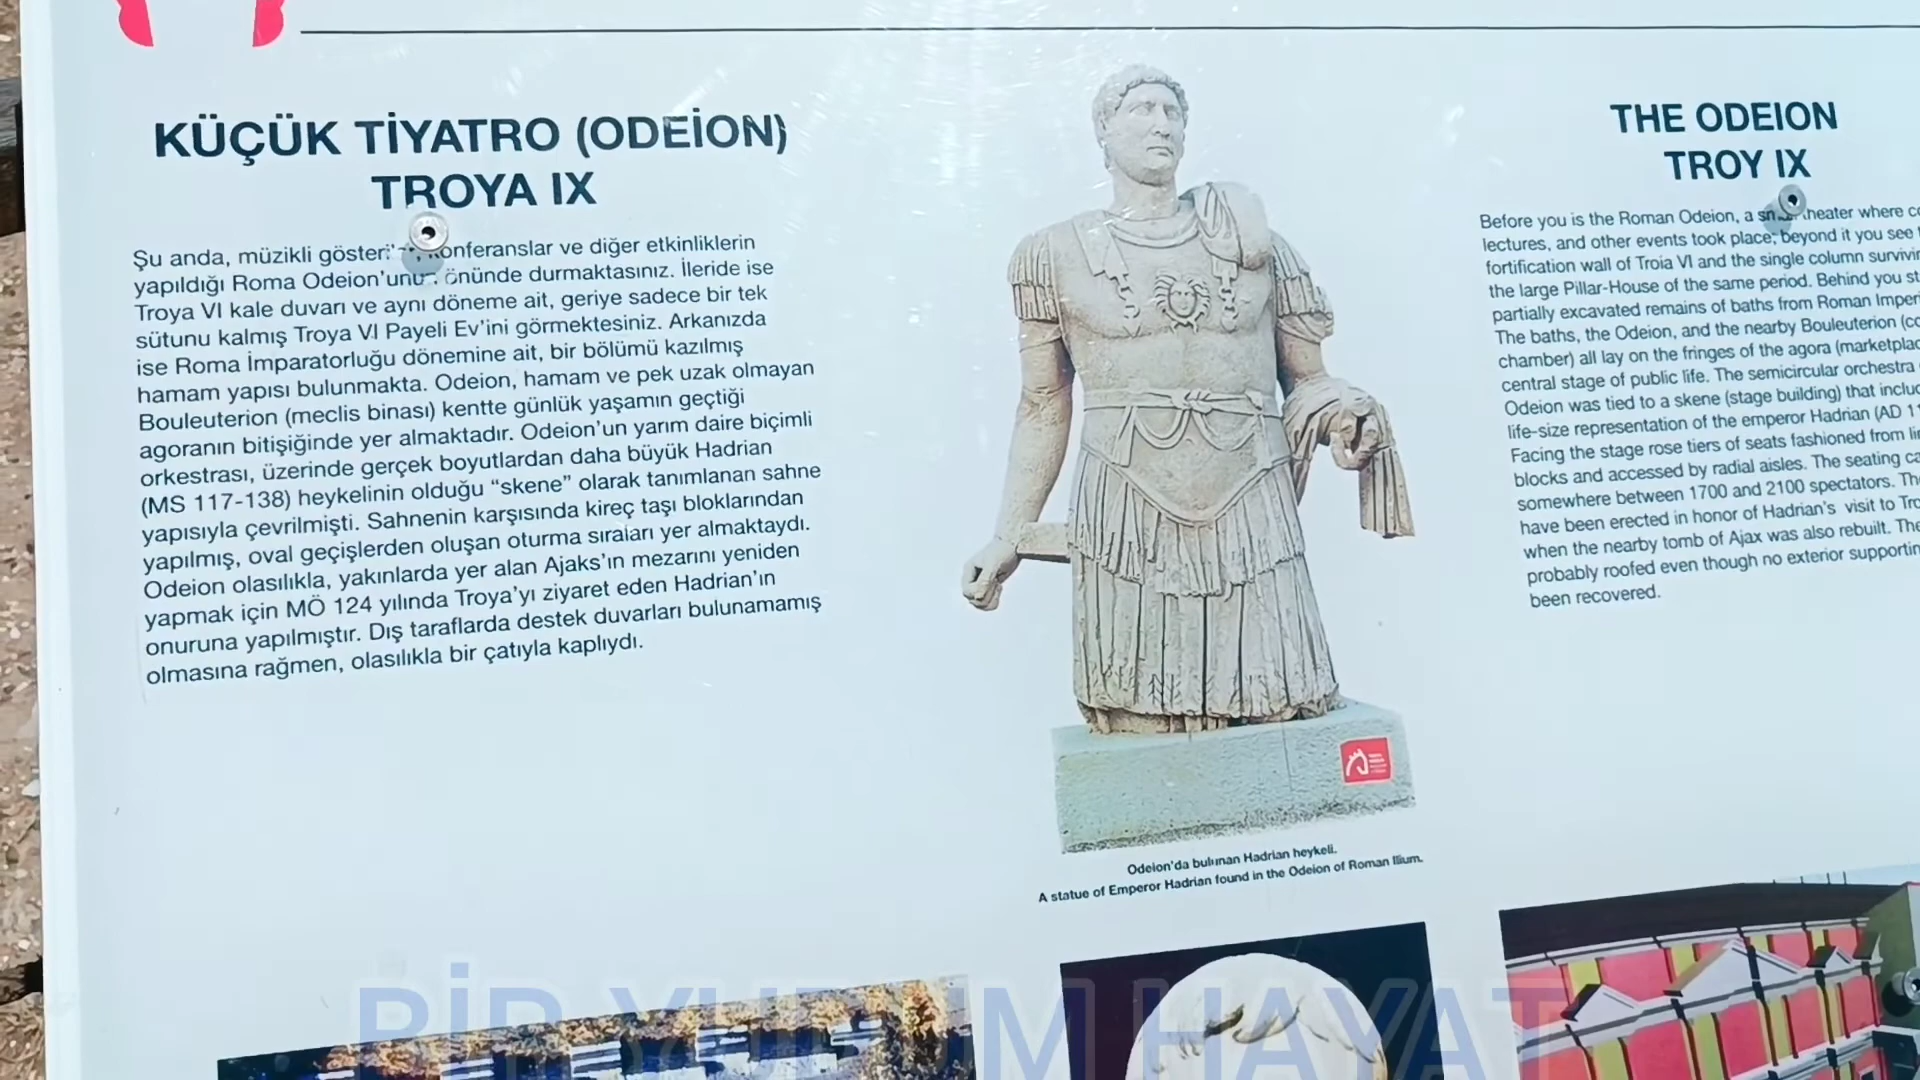 KÜÇÜK TİYATRO (ODEİON)
TROYA IX
Şu anda, müzikli konferanslar ve diğer etkinliklerin
yapıldığı Roma Odeion'unun önünde durmaktasınız. İleride ise
Troya VI kale duvarı ve aynı döneme ait, geriye sadece bir tek
sütunu kalmış Troya VI Payeli Ev'ini görmektesiniz. Arkanızda
ise Roma İmparatorluğu dönemine ait, bir bölümü kazılmış
hamam yapısı bulunmakta. Odeion, hamam ve pek uzak olmayan
Bouleuterion (meclis binası) kentte günlük yaşamın geçtiği
agoranın bitişiğinde yer almaktadır. Odeion'un yarım daire biçimli
orkestrası, üzerinde gerçek boyutlardan daha büyük Hadrian
(MS 117-138) heykelinin olduğu "skene" olarak tanımlanan sahne
yapısıyla çevrilmişti. Sahnenin karşısında kireç taşı bloklarından
yapılmış, oval geçişlerden oluşan oturma sıraları yer almaktaydı.
Odeion olasılıkla, yakınlarda yer alan Ajaks'ın mezarını yeniden
yapmak için MÖ 124 yılında Troya'yı ziyaret eden Hadrian'ın
onuruna yapılmıştır. Dış taraflarda destek duvarları bulunamamış
olmasına rağmen, olasılıkla bir çatıyla kaplıydı.
Odeion'da bulunan Hadrian heykeli.
A statue of Emperor Hadrian found in the Odeion of Roman Ilium.
THE ODEION
TROY IX
Before you is the Roman Odeion, a theater where
lectures, and other events took place; beyond it you see
fortification wall of Troia VI and the single column
the large Pillar-House of the same period. Behind you
partially excavated remains of baths from Roman
The baths, the Odeion, and the nearby Bouleuterion
chamber) all lay on the fringes of the agora
central stage of public life. The semicircular orchestra
Odeion was tied to a skene (stage building) that
life-size representation of the emperor Hadrian (AD
Facing the stage rose tiers of seats fashioned from
blocks and accessed by radial aisles. The seating
somewhere between 1700 and 2100 spectators.
have been erected in honor of Hadrian's visit to
when the nearby tomb of Ajax was also rebuilt.
probably roofed even though no exterior
been recovered.
BİR YUDUM HAYAT